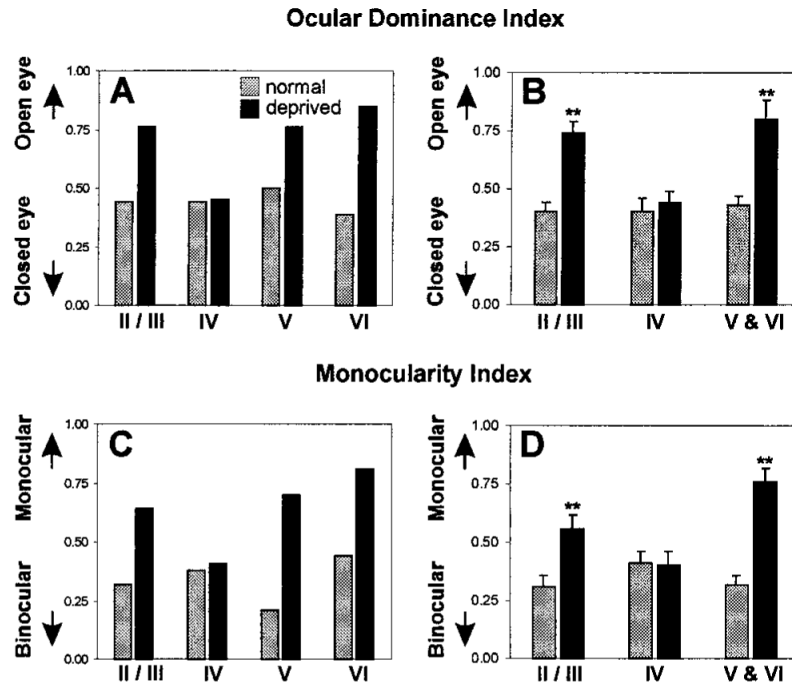 Ocular Dominance Index
A
normal
deprived
Open eye
Closed eye
1.00
0.75
0.50
0.25
0.00
II / III IV V VI
B
Open eye
Closed eye
1.00
0.75
0.50
0.25
0.00
** **
II / III IV V & VI
Monocularity Index
C
Monocular
Binocular
1.00
0.75
0.50
0.25
0.00
II / III IV V VI
D
Monocular
Binocular
1.00
0.75
0.50
0.25
0.00
** **
II / III IV V & VI